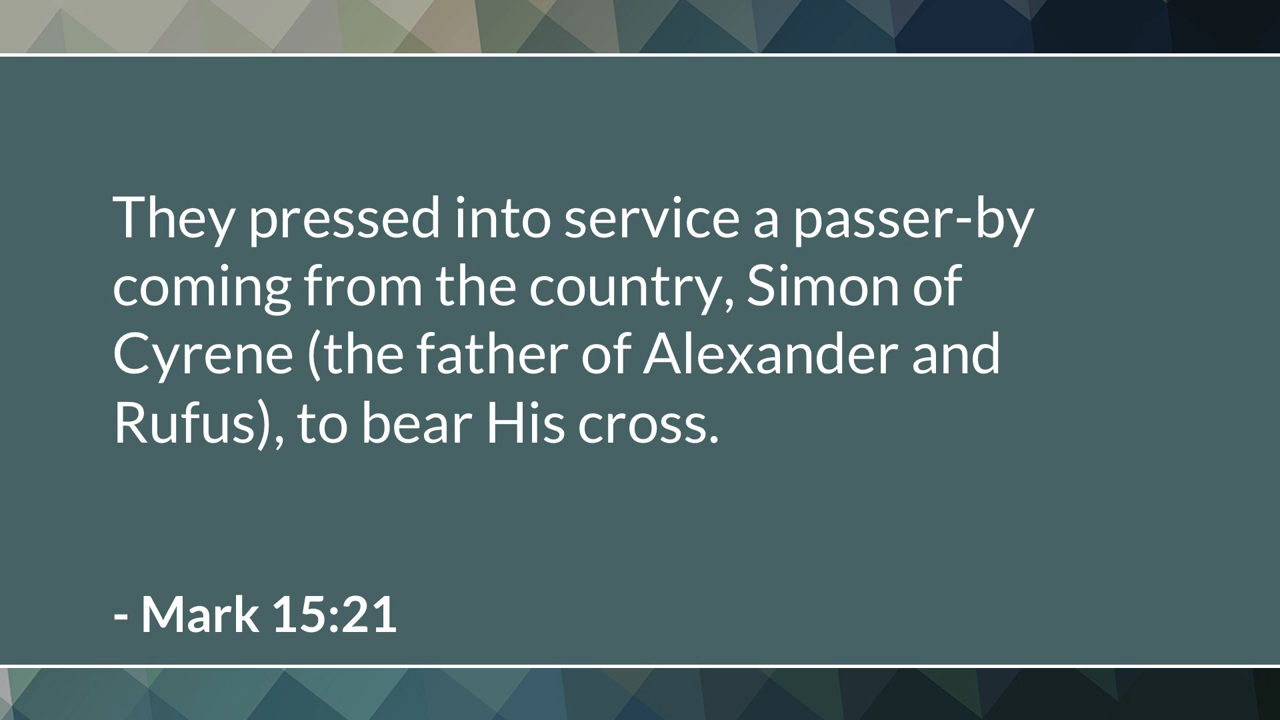 They pressed into service a passer-by
coming from the country, Simon of
Cyrene (the father of Alexander and
Rufus), to bear His cross.
- Mark 15:21